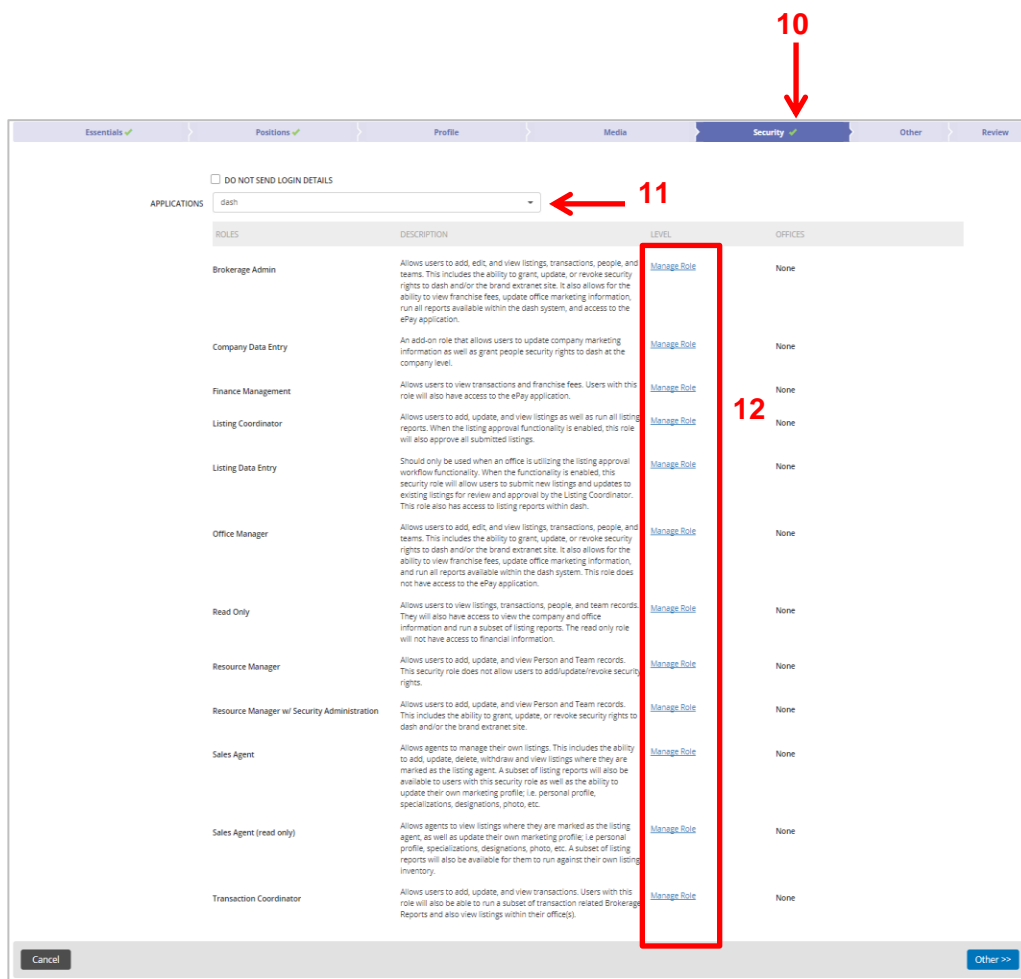 10
Essentials ✓ Positions ✓ Profile Media Security ✓ Other Review
DO NOT SEND LOGIN DETAILS
APPLICATIONS dash
11
ROLES DESCRIPTION LEVEL OFFICES
Brokerage Admin
Allows users to add, edit, and view listings, transactions, people, and
teams. This includes the ability to grant, update, or revoke security
rights to dash and/or the brand extranet site. It also allows for the
ability to view franchise fees, update office marketing information,
run all reports available within the dash system, and access to the
ePay application.
Manage Role
None
Company Data Entry
An add-on role that allows users to update company marketing
information as well as grant people security rights to dash at the
company level.
Manage Role
None
Finance Management
Allows users to view transactions and franchise fees. Users with this
role will also have access to the ePay application.
Manage Role
None
12
Listing Coordinator
Allows users to add, update, and view listings as well as run all listing
reports. When the listing approval functionality is enabled, this role
will also approve all submitted listings.
Manage Role
None
Listing Data Entry
Should only be used when an office is utilizing the listing approval
workflow functionality. When the functionality is enabled, this
security role will allow users to submit new listings and updates to
existing listings for review and approval by the Listing Coordinator.
This role also has access to listing reports within dash.
Manage Role
None
Office Manager
Allows users to add, edit, and view listings, transactions, people, and
teams. This includes the ability to grant, update, or revoke security
rights to dash and/or the brand extranet site. It also allows for the
ability to view franchise fees, update office marketing information,
and run all reports available within the dash system. This role does
not have access to the ePay application.
Manage Role
None
Read Only
Allows users to view listings, transactions, people, and team records.
They will also have access to view the company and office
information and run a subset of listing reports. The read only role
will not have access to financial information.
Manage Role
None
Resource Manager
Allows users to add, update, and view Person and Team records.
This security role does not allow users to add/update/revoke security
rights.
Manage Role
None
Resource Manager w/ Security Administration
Allows users to add, update, and view Person and Team records.
This includes the ability to grant, update, or revoke security rights to
dash and/or the brand extranet site.
Manage Role
None
Sales Agent
Allows agents to manage their own listings. This includes the ability
to add, update, delete, withdraw and view listings where they are
marked as the listing agent. A subset of listing reports will also be
available to users with this security role as well as the ability to
update their own marketing profile; i.e. personal profile,
specializations, designations, photo, etc.
Manage Role
None
Sales Agent (read only)
Allows agents to view listings where they are marked as the listing
agent, as well as update their own marketing profile; i.e personal
profile, specializations, designations, photo, etc. A subset of listing
reports will also be available for them to run against their own listing
inventory.
Manage Role
None
Transaction Coordinator
Allows users to add, update, and view transactions. Users with this
role will also be able to run a subset of transaction related Brokerage
Reports and also view listings within their office(s).
Manage Role
None
Cancel Other >>